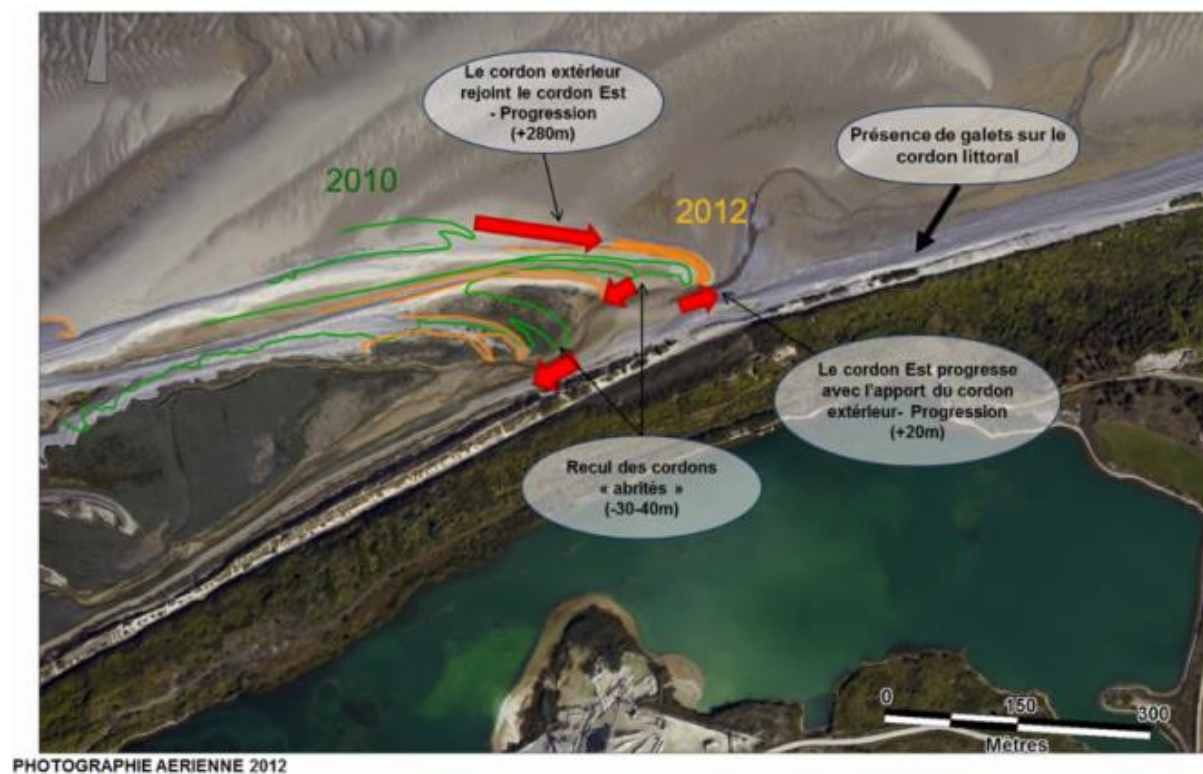 Le cordon extérieur
rejoint le cordon Est
- Progression
(+280m)
Présence de galets sur le
cordon littoral
2010
2012
Le cordon Est progresse
avec l'apport du cordon
extérieur- Progression
(+20m)
Recul des cordons
« abrités »
(-30-40m)
0
150
300
Mètres
PHOTOGRAPHIE AERIENNE 2012